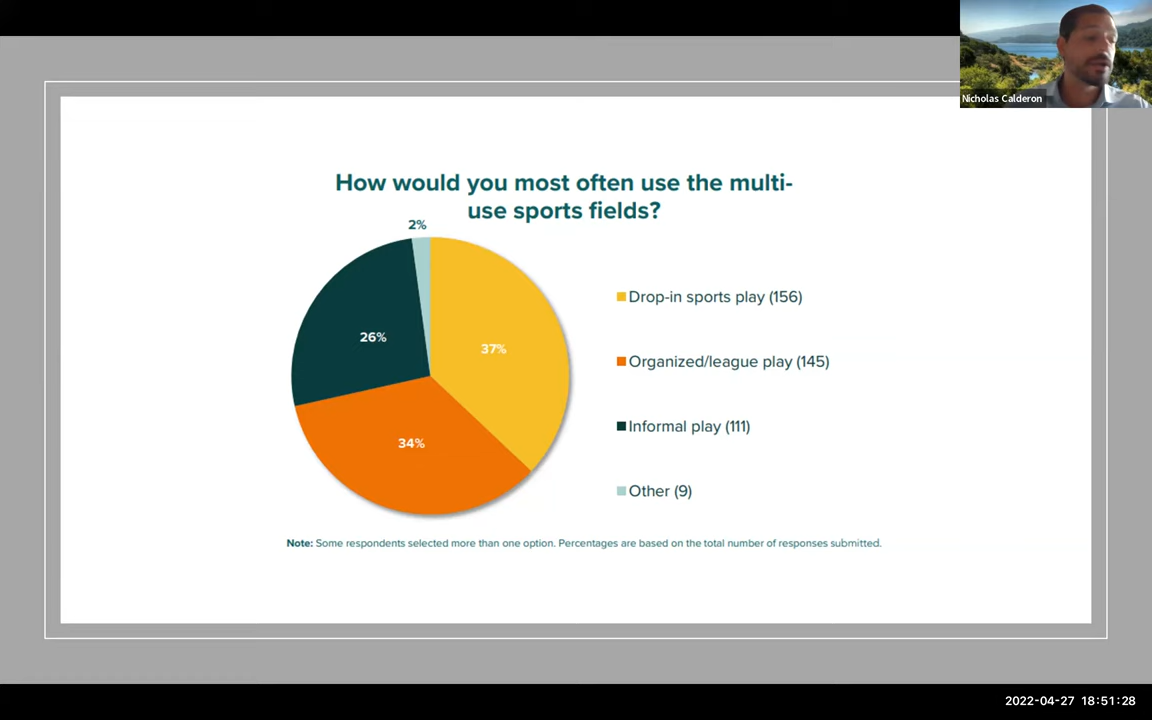 Nicholas Calderon
How would you most often use the multi-
use sports fields?
2%
26%
37%
34%
Drop-in sports play (156)
Organized/league play (145)
Informal play (111)
Other (9)
Note: Some respondents selected more than one option. Percentages are based on the total number of responses submitted.
2022-04-27 18:51:28